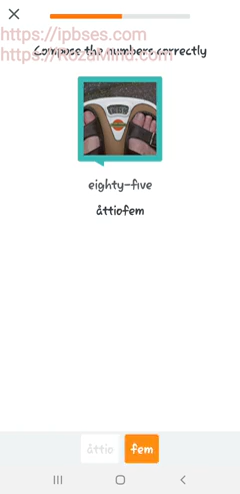 https://ipbses.com
Compose the numbers correctly
https://RozaMind.com
eighty-five
åttiofem
åttio
fem